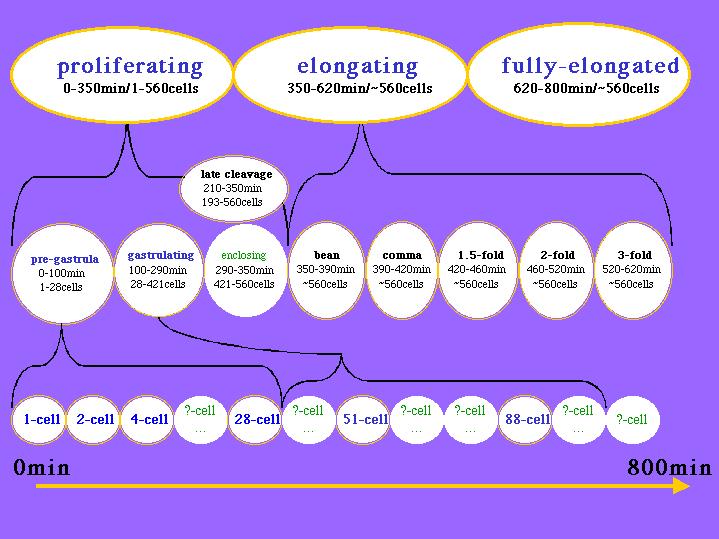 proliferating
0-350min/1-560cells
elongating
350-620min/~560cells
fully-elongated
620-800min/~560cells
late cleavage
210-350min
193-560cells
pre-gastrula
0-100min
1-28cells
gastrulating
100-290min
28-421cells
enclosing
290-350min
421-560cells
bean
350-390min
~560cells
comma
390-420min
~560cells
1.5-fold
420-460min
~560cells
2-fold
460-520min
~560cells
3-fold
520-620min
~560cells
1-cell
2-cell
4-cell
?-cell
...
28-cell
?-cell
...
51-cell
?-cell
...
?-cell
...
88-cell
?-cell
...
?-cell
0min
800min